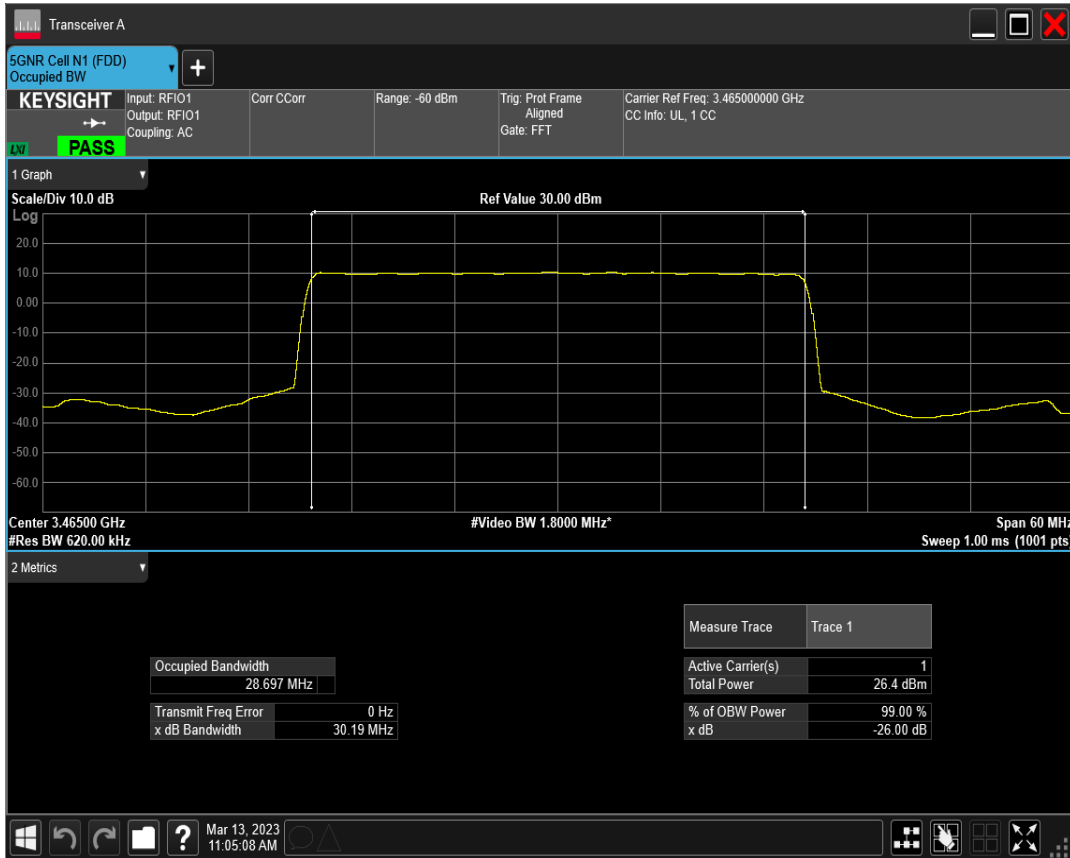 Transceiver A
5GNR Cell N1 (FDD)
Occupied BW
+
KEYSIGHT
LXI
PASS
Input: RFIO1
Output: RFIO1
Coupling: AC
Corr CCorr
Range: -60 dBm
Trig: Prot Frame
Aligned
Gate: FFT
Carrier Ref Freq: 3.465000000 GHz
CC Info: UL, 1 CC
1 Graph
Scale/Div 10.0 dB
Ref Value 30.00 dBm
Log
20.0
10.0
0.00
-10.0
-20.0
-30.0
-40.0
-50.0
-60.0
Center 3.46500 GHz
#Video BW 1.8000 MHz*
Span 60 MHz
#Res BW 620.00 kHz
Sweep 1.00 ms (1001 pts)
2 Metrics
Measure Trace Trace 1
Occupied Bandwidth
28.697 MHz
Active Carrier(s) 1
Total Power 26.4 dBm
Transmit Freq Error 0 Hz
x dB Bandwidth 30.19 MHz
% of OBW Power 99.00 %
x dB -26.00 dB
?
Mar 13, 2023
11:05:08 AM